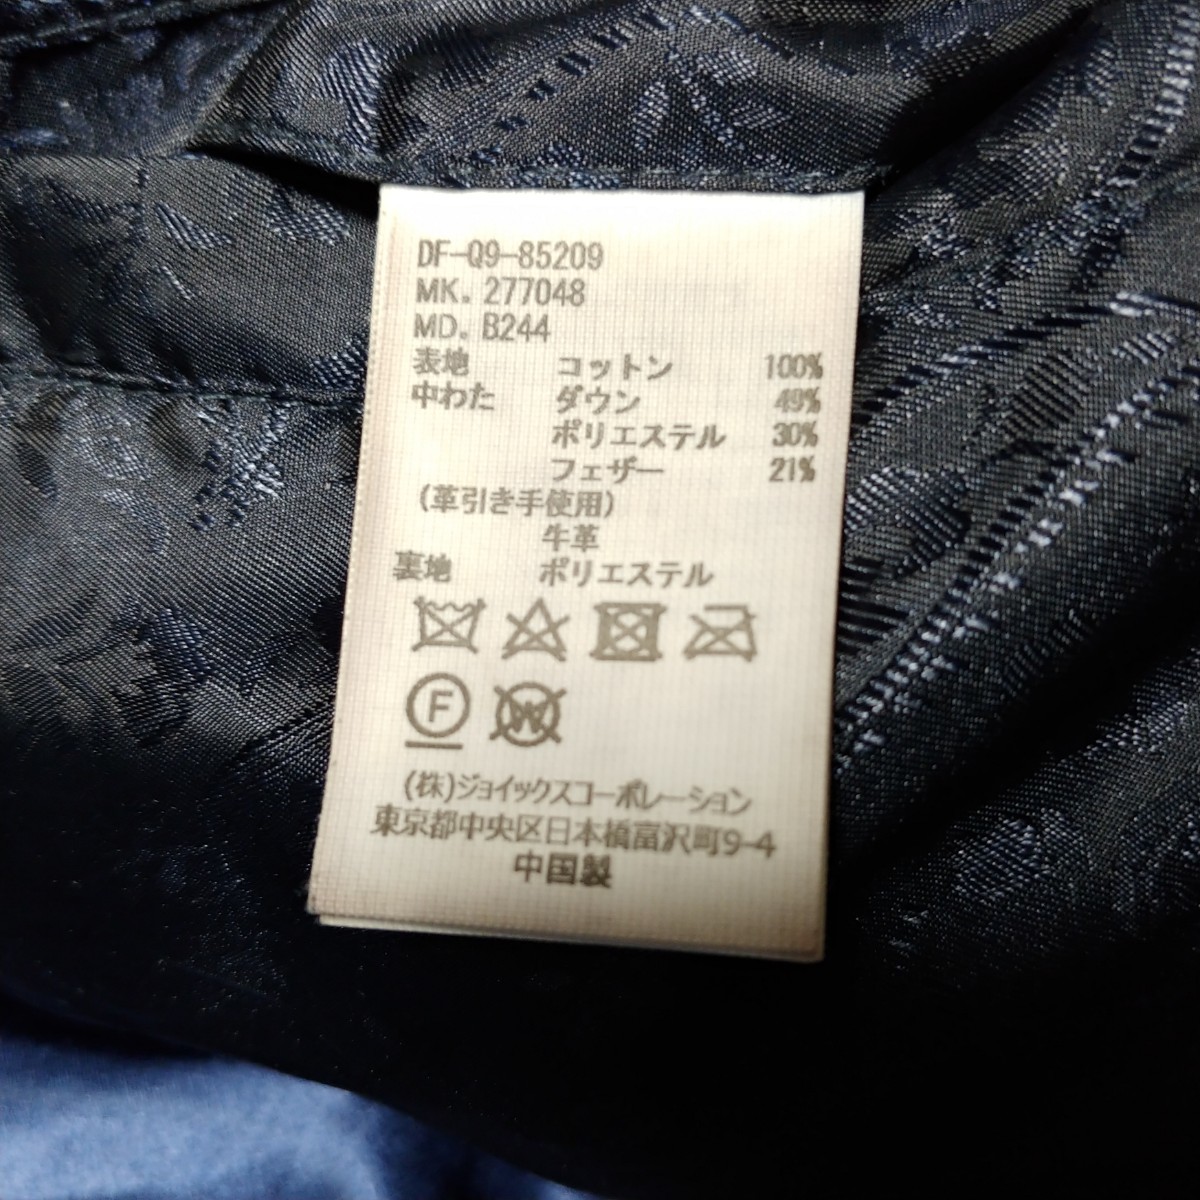 DF-Q9-85209
MK. 277048
MD. B244
表地 コットン 100%
中わた ダウン 49%
ポリエステル 30%
フェザー 21%
(革引き手使用)
牛革
裏地 ポリエステル
F W
(株)ジョイックスコーポレーション
東京都中央区日本橋富沢町9-4
中国製